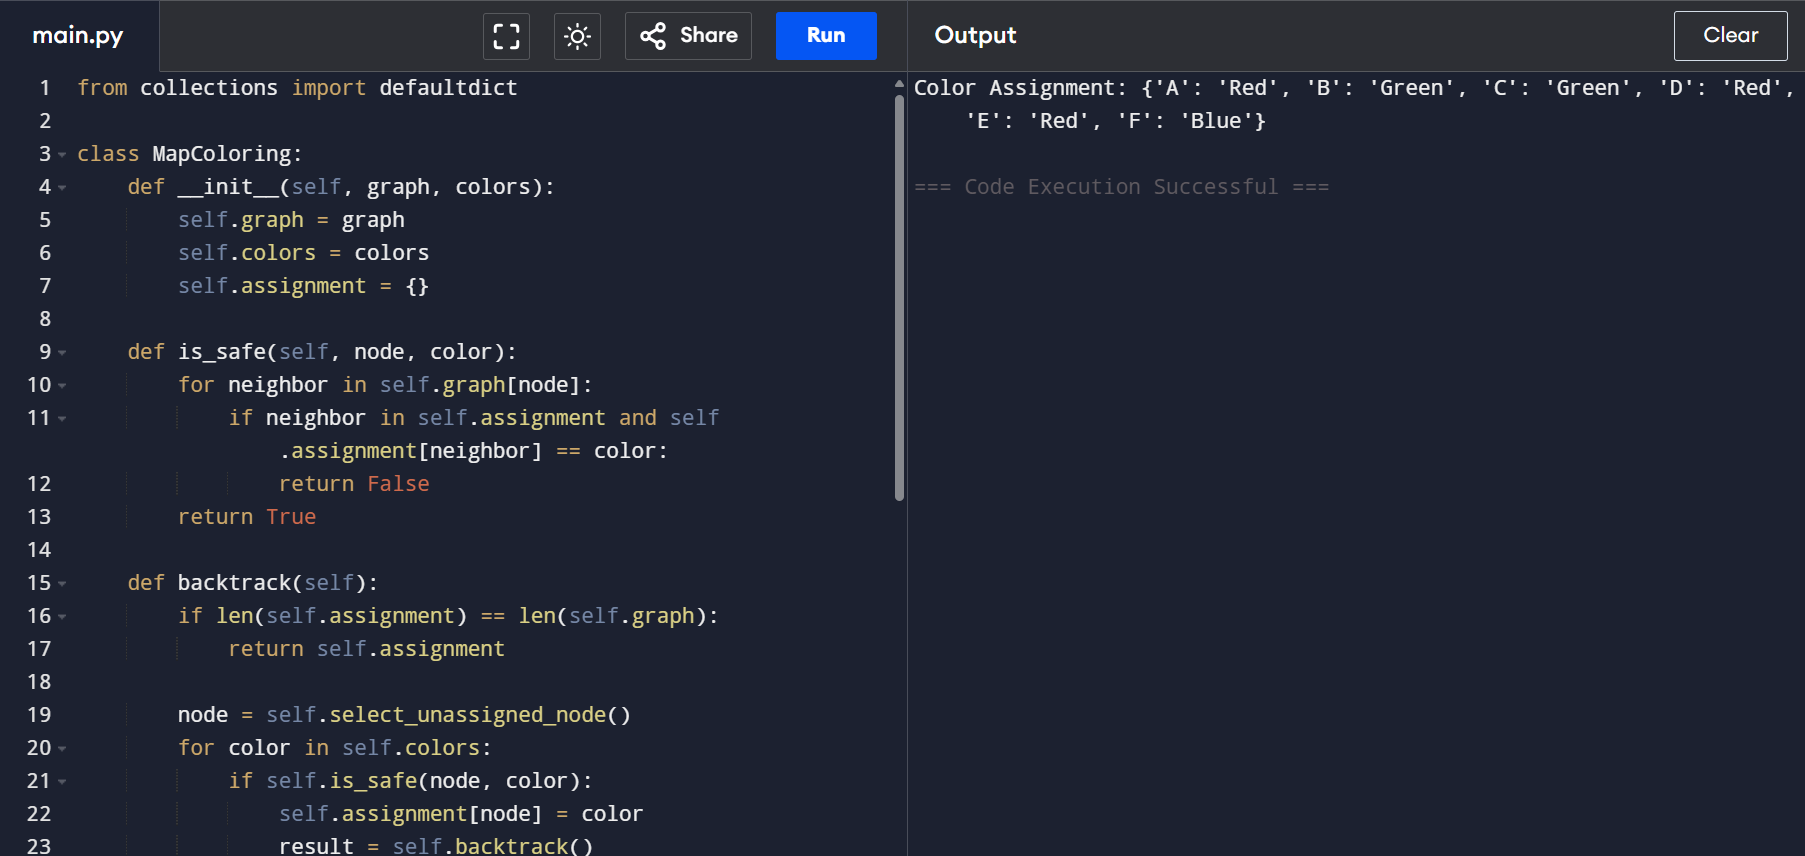 main.py
Share
Run
Output
Clear
1 from collections import defaultdict
2
3 class MapColoring:
4     def __init__(self, graph, colors):
5         self.graph = graph
6         self.colors = colors
7         self.assignment = {}
8
9     def is_safe(self, node, color):
10         for neighbor in self.graph[node]:
11             if neighbor in self.assignment and self
                .assignment[neighbor] == color:
12                 return False
13         return True
14
15     def backtrack(self):
16         if len(self.assignment) == len(self.graph):
17             return self.assignment
18
19         node = self.select_unassigned_node()
20         for color in self.colors:
21             if self.is_safe(node, color):
22                 self.assignment[node] = color
23                 result = self.backtrack()
Color Assignment: {'A': 'Red', 'B': 'Green', 'C': 'Green', 'D': 'Red',
    'E': 'Red', 'F': 'Blue'}
=== Code Execution Successful ===